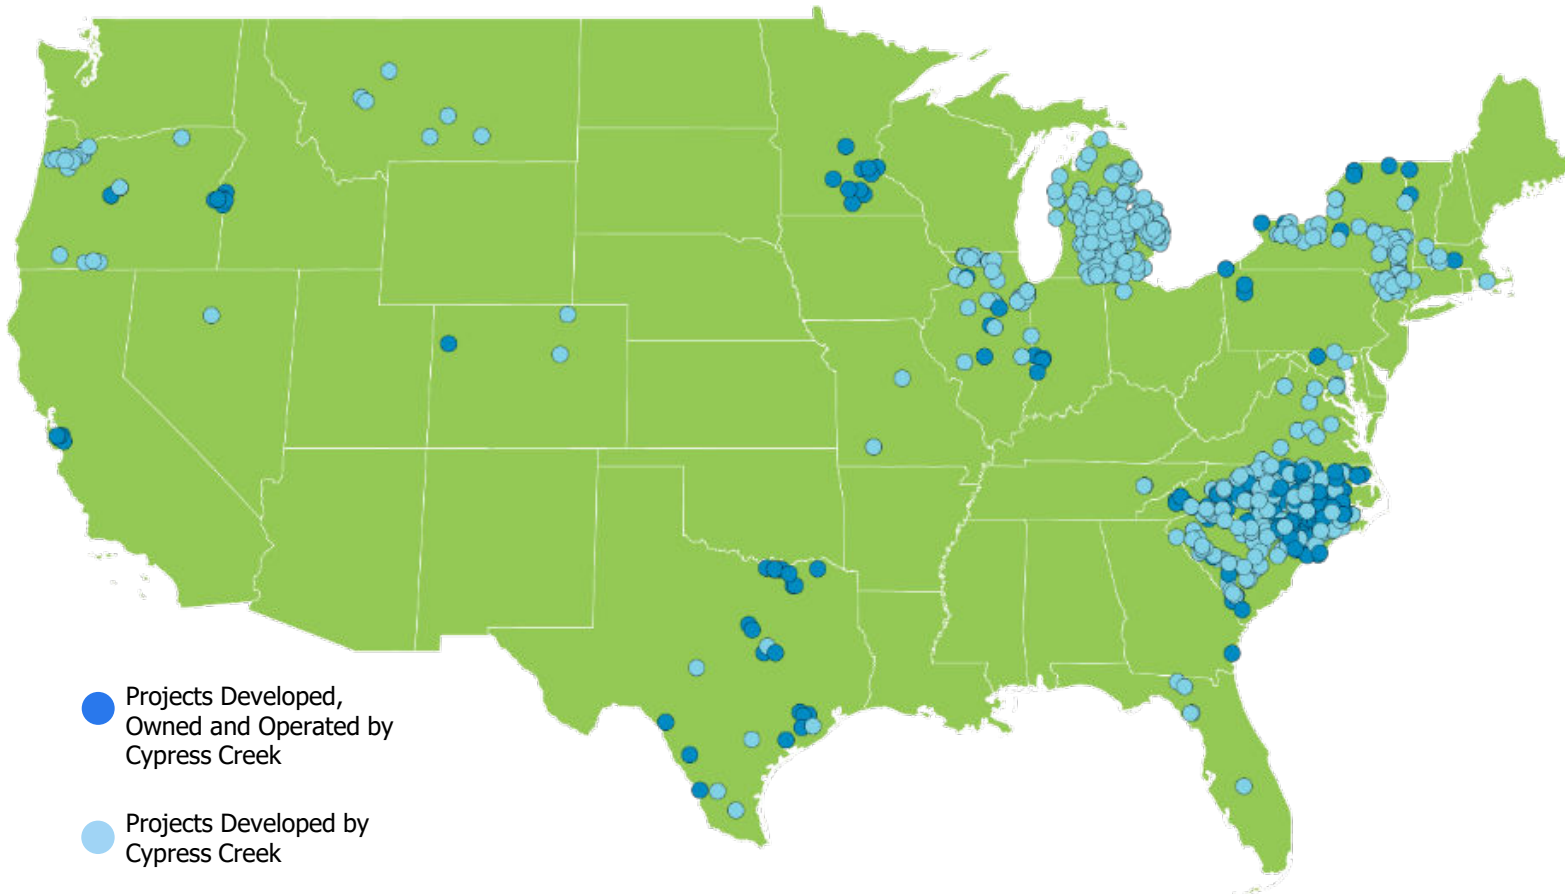 Projects Developed,
Owned and Operated by
Cypress Creek
Projects Developed by
Cypress Creek